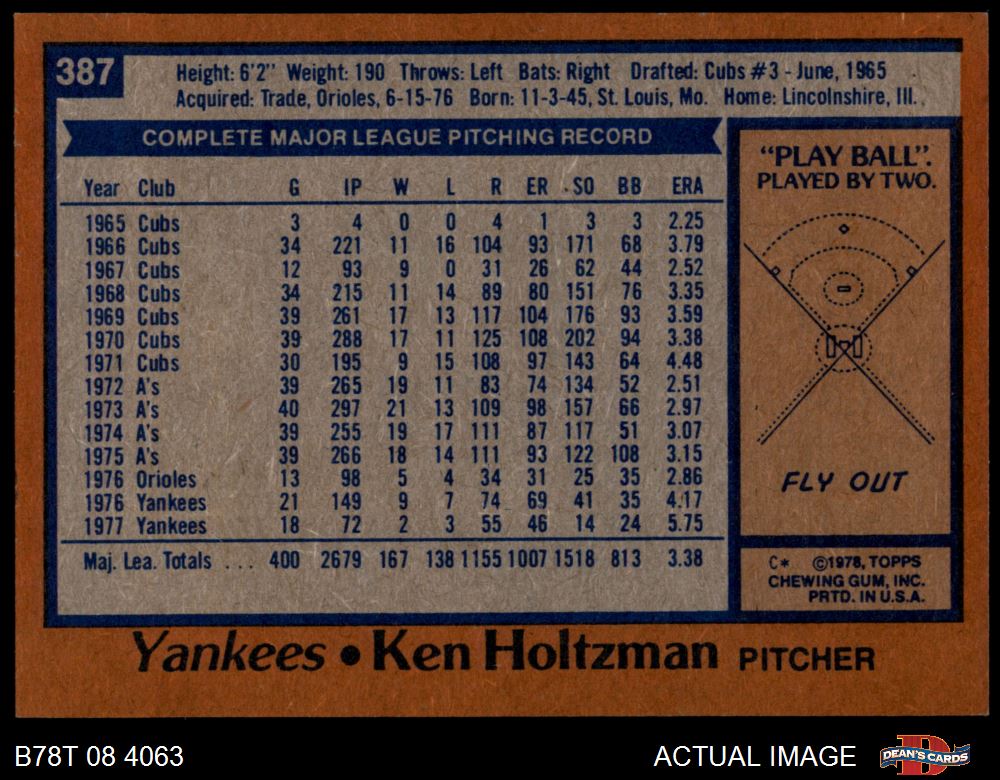 387
Height: 6'2" Weight: 190 Throws: Left Bats: Right Drafted: Cubs #3 - June, 1965
Acquired: Trade, Orioles, 6-15-76 Born: 11-3-45, St. Louis, Mo. Home: Lincolnshire, Ill.
COMPLETE MAJOR LEAGUE PITCHING RECORD
Year Club G IP W L R ER SO BB ERA
1965 Cubs 3 4 0 0 4 1 3 3 2.25
1966 Cubs 34 221 11 16 104 93 171 68 3.79
1967 Cubs 12 93 9 0 31 26 62 44 2.52
1968 Cubs 34 215 11 14 89 80 151 76 3.35
1969 Cubs 39 261 17 13 117 104 176 93 3.59
1970 Cubs 39 288 17 11 125 108 202 94 3.38
1971 Cubs 30 195 9 15 108 97 143 64 4.48
1972 A's 39 265 19 11 83 74 134 52 2.51
1973 A's 40 297 21 13 109 98 157 66 2.97
1974 A's 39 255 19 17 111 87 117 51 3.07
1975 A's 39 266 18 14 111 93 122 108 3.15
1976 Orioles 13 98 5 4 34 31 25 35 2.86
1976 Yankees 21 149 9 7 74 69 41 35 4.17
1977 Yankees 18 72 2 3 55 46 14 24 5.75
Maj. Lea. Totals ... 400 2679 167 138 1155 1007 1518 813 3.38
"PLAY BALL".
PLAYED BY TWO.
FLY OUT
C* ©1978, TOPPS
CHEWING GUM, INC.
PRTD. IN U.S.A.
Yankees • Ken Holtzman PITCHER
B78T 08 4063
ACTUAL IMAGE
DEAN'S CARDS